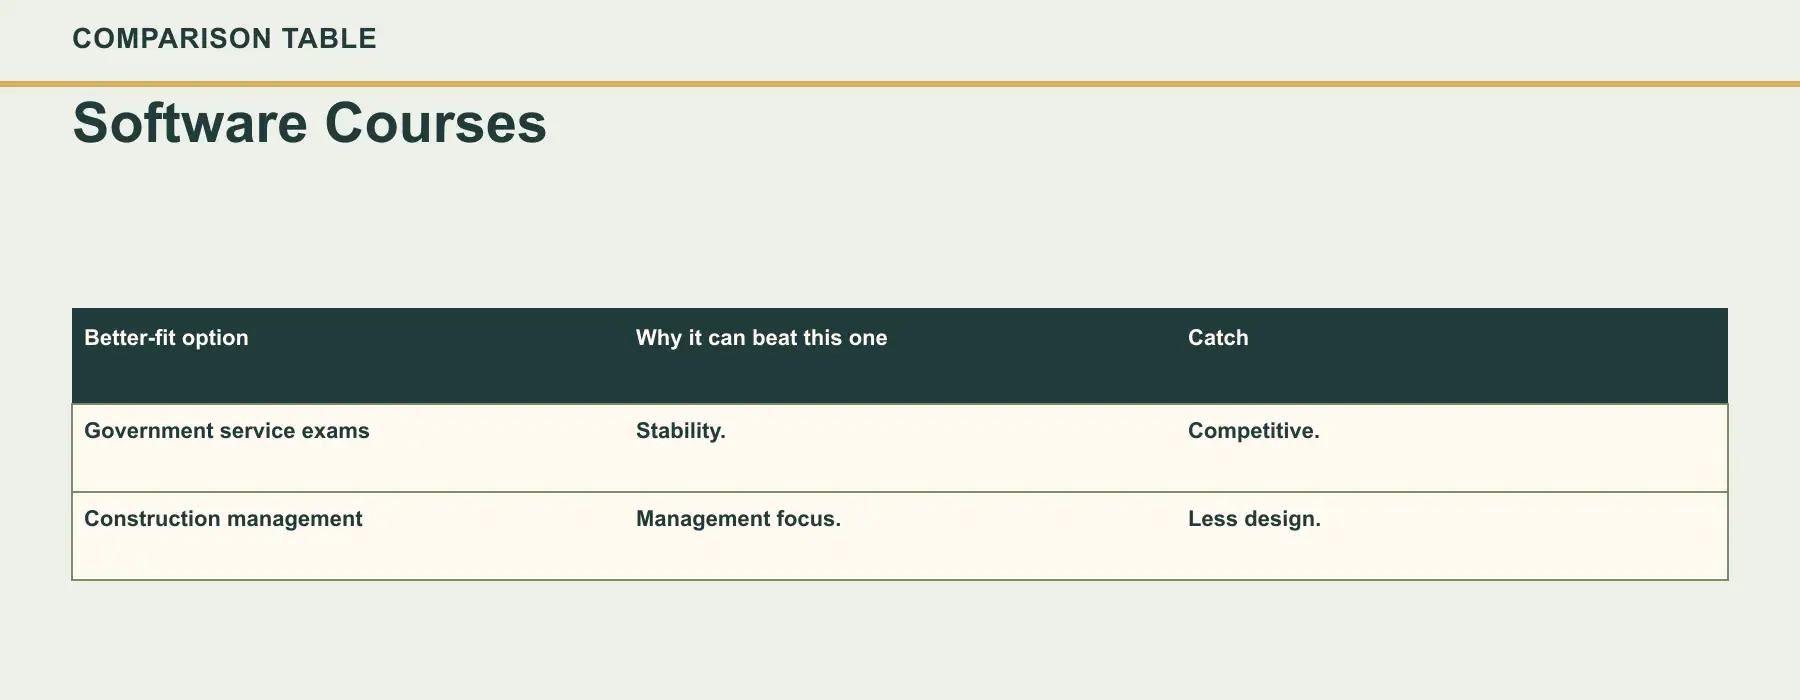 COMPARISON TABLE
Software Courses
Better-fit option Why it can beat this one Catch
Government service exams Stability. Competitive.
Construction management Management focus. Less design.